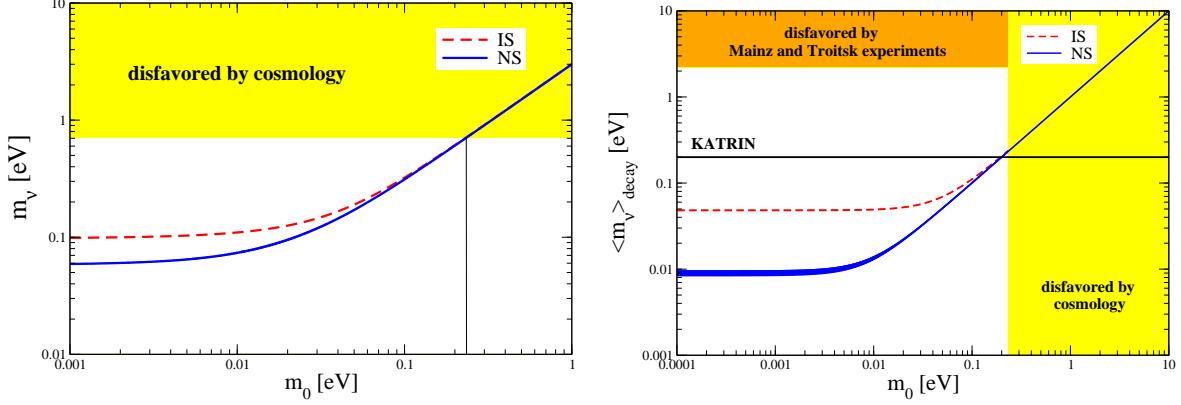 10
IS
NS
disfavored by cosmology
1
0.1
0.01
0.001
0.01
0.1
1
m_ν [eV]
m_0 [eV]
10
disfavored by
Mainz and Troitsk experiments
IS
NS
1
KATRIN
0.1
0.01
disfavored by
cosmology
0.001
0.0001
0.001
0.01
0.1
1
10
<m_ν>_decay [eV]
m_0 [eV]